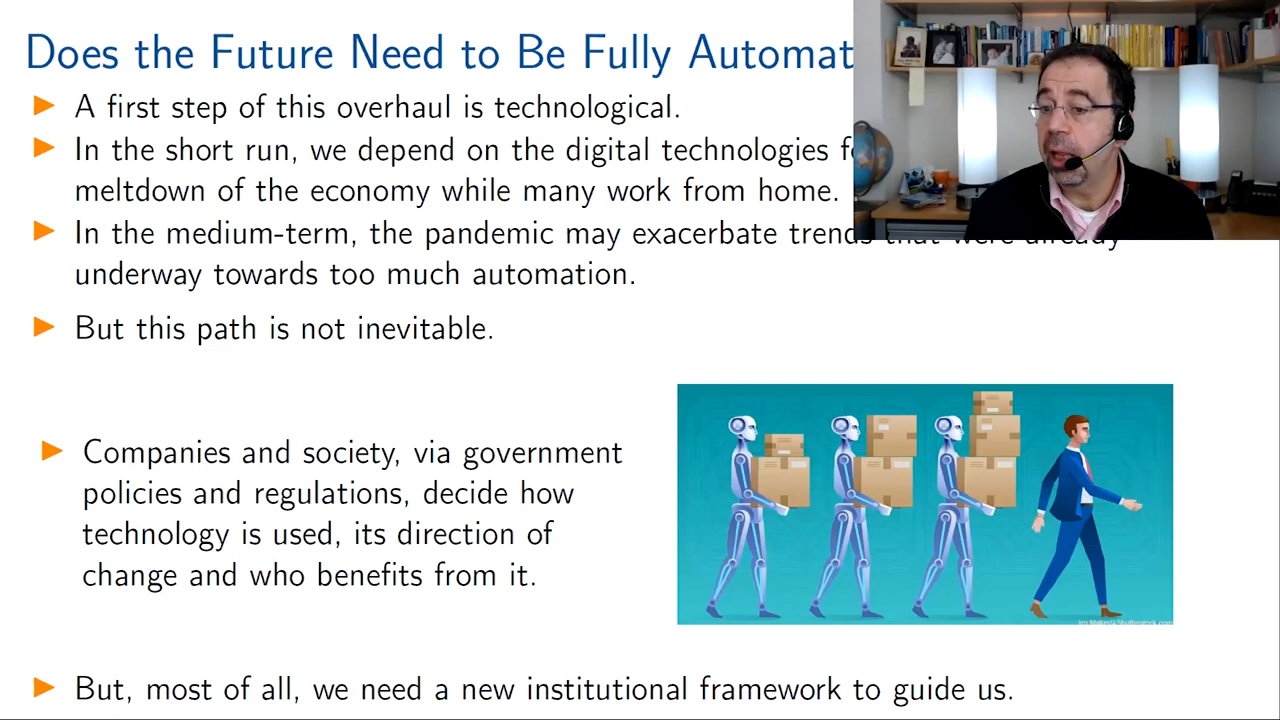 Does the Future Need to Be Fully Automat
▶ A first step of this overhaul is technological.
▶ In the short run, we depend on the digital technologies
meltdown of the economy while many work from home.
▶ In the medium-term, the pandemic may exacerbate trends that were already
underway towards too much automation.
▶ But this path is not inevitable.
▶ Companies and society, via government
policies and regulations, decide how
technology is used, its direction of
change and who benefits from it.
▶ But, most of all, we need a new institutional framework to guide us.